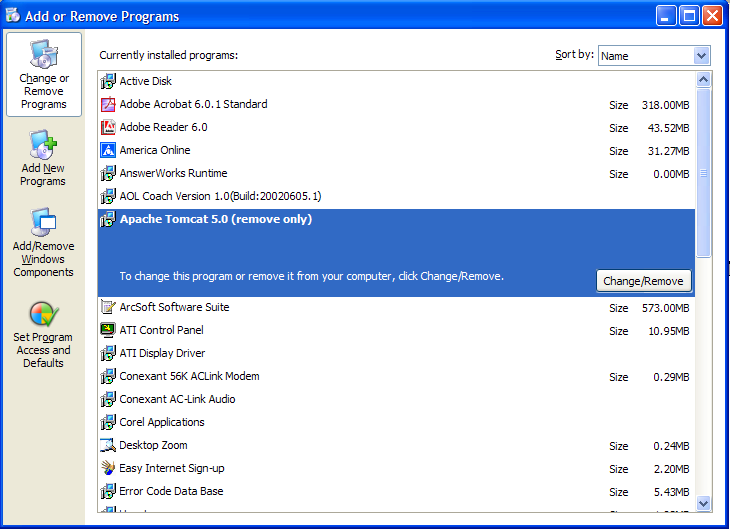 Add or Remove Programs
Change or
Remove
Programs
Add New
Programs
Add/Remove
Windows
Components
Set Program
Access and
Defaults
Currently installed programs:
Sort by: Name
Active Disk
Adobe Acrobat 6.0.1 Standard Size 318.00MB
Adobe Reader 6.0 Size 43.52MB
America Online Size 31.27MB
AnswerWorks Runtime Size 0.00MB
AOL Coach Version 1.0(Build:20020605.1)
Apache Tomcat 5.0 (remove only)
To change this program or remove it from your computer, click Change/Remove.
Change/Remove
ArcSoft Software Suite Size 573.00MB
ATI Control Panel Size 10.95MB
ATI Display Driver
Conexant 56K ACLink Modem Size 0.29MB
Conexant AC-Link Audio
Corel Applications
Desktop Zoom Size 0.24MB
Easy Internet Sign-up Size 2.20MB
Error Code Data Base Size 5.43MB